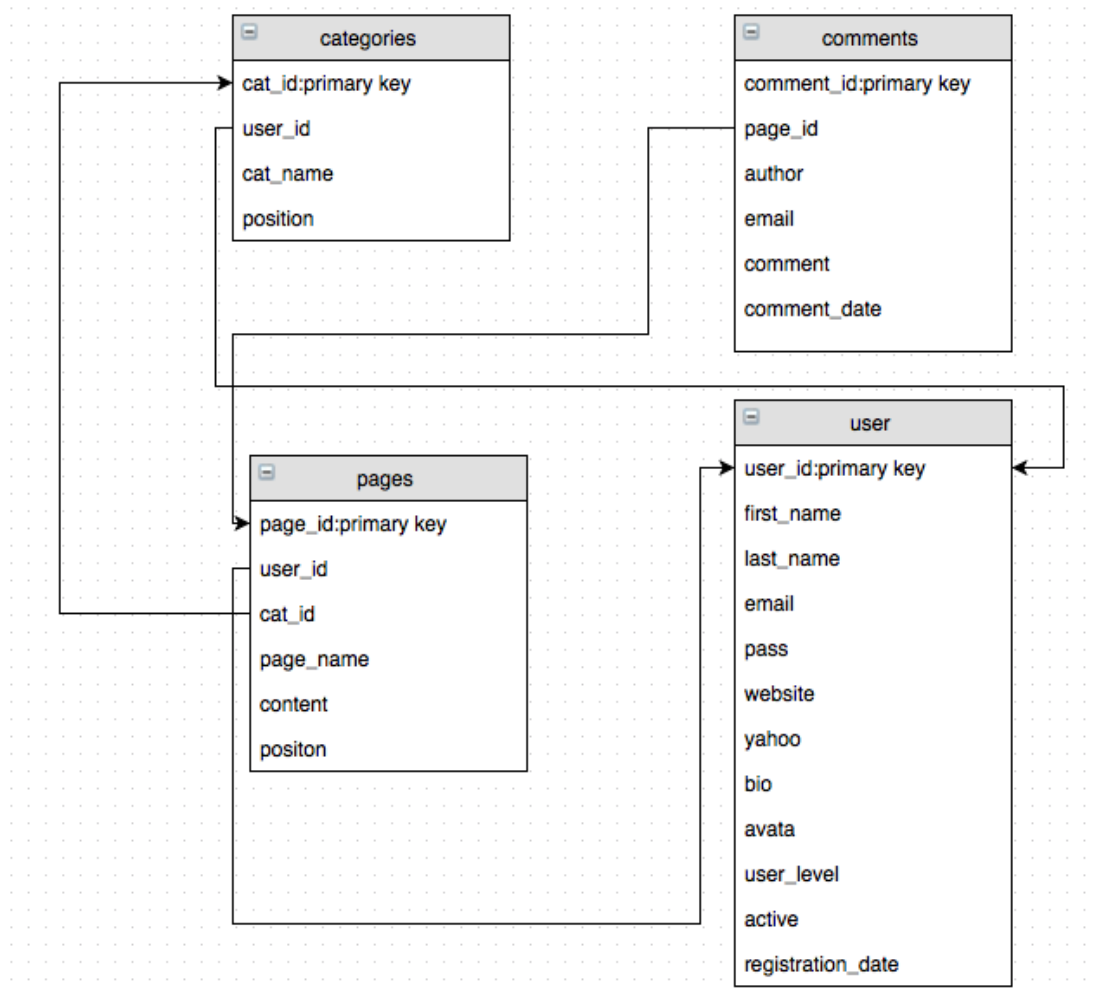 categories
cat_id:primary key
user_id
cat_name
position
comments
comment_id:primary key
page_id
author
email
comment
comment_date
pages
page_id:primary key
user_id
cat_id
page_name
content
positon
user
user_id:primary key
first_name
last_name
email
pass
website
yahoo
bio
avata
user_level
active
registration_date